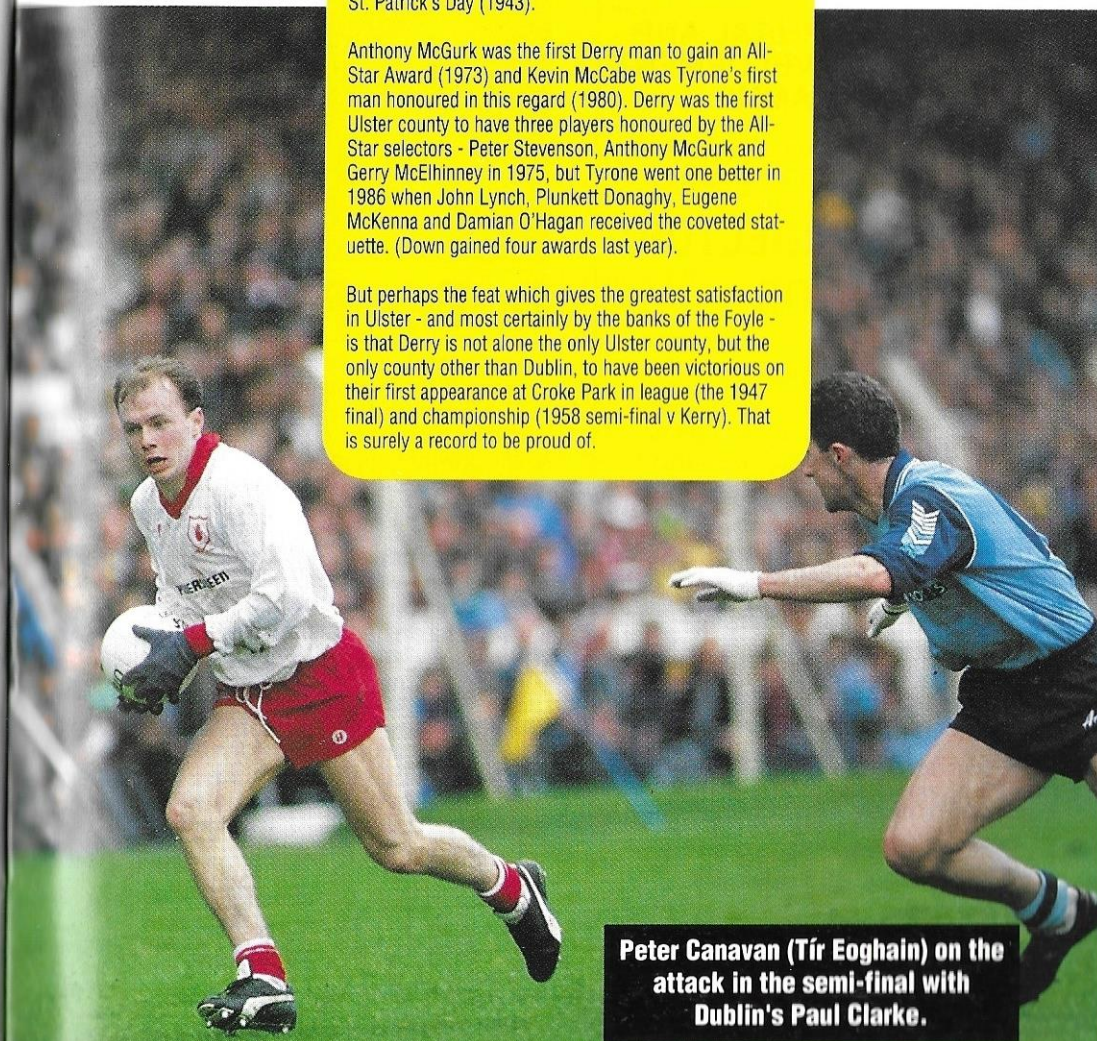 St. Patrick's Day (1943).
Anthony McGurk was the first Derry man to gain an All-
Star Award (1973) and Kevin McCabe was Tyrone's first
man honoured in this regard (1980). Derry was the first
Ulster county to have three players honoured by the All-
Star selectors - Peter Stevenson, Anthony McGurk and
Gerry McElhinney in 1975, but Tyrone went one better in
1986 when John Lynch, Plunkett Donaghy, Eugene
McKenna and Damian O'Hagan received the coveted stat-
uette. (Down gained four awards last year).
But perhaps the feat which gives the greatest satisfaction
in Ulster - and most certainly by the banks of the Foyle -
is that Derry is not alone the only Ulster county, but the
only county other than Dublin, to have been victorious on
their first appearance at Croke Park in league (the 1947
final) and championship (1958 semi-final v Kerry). That
is surely a record to be proud of.
Peter Canavan (Tír Eoghain) on the
attack in the semi-final with
Dublin's Paul Clarke.